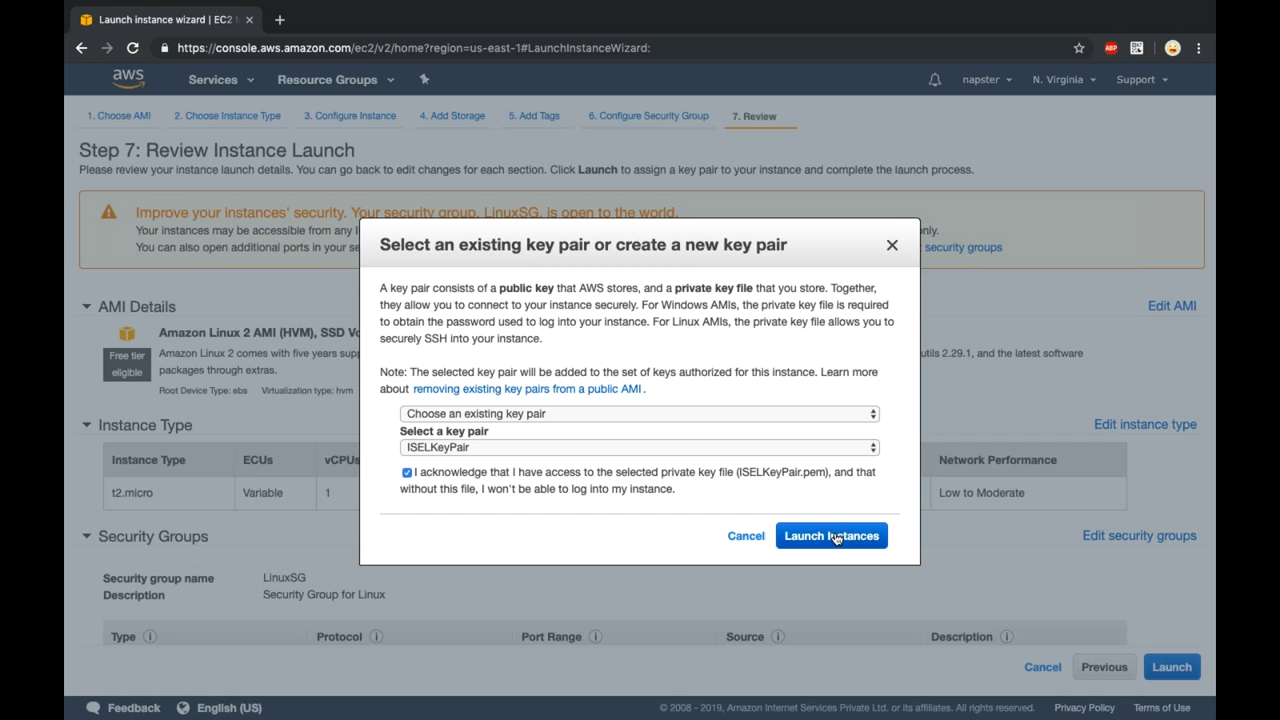 Launch instance wizard | EC2
https://console.aws.amazon.com/ec2/v2/home?region=us-east-1#LaunchInstanceWizard:
ABP
aws
Services
Resource Groups
napster
N. Virginia
Support
1. Choose AMI
2. Choose Instance Type
3. Configure Instance
4. Add Storage
5. Add Tags
6. Configure Security Group
7. Review
Step 7: Review Instance Launch
Please review your instance launch details. You can go back to edit changes for each section. Click Launch to assign a key pair to your instance and complete the launch process.
Improve your instances' security. Your security group, LinuxSG, is open to the world.
Your instances may be accessible from any
You can also open additional ports in your
security groups
Select an existing key pair or create a new key pair
A key pair consists of a public key that AWS stores, and a private key file that you store. Together,
they allow you to connect to your instance securely. For Windows AMIs, the private key file is required
to obtain the password used to log into your instance. For Linux AMIs, the private key file allows you to
securely SSH into your instance.
Note: The selected key pair will be added to the set of keys authorized for this instance. Learn more
about removing existing key pairs from a public AMI .
Choose an existing key pair
Select a key pair
ISELKeyPair
I acknowledge that I have access to the selected private key file (ISELKeyPair.pem), and that
without this file, I won't be able to log into my instance.
Cancel
Launch Instances
AMI Details
Edit AMI
Amazon Linux 2 AMI (HVM), SSD
Free tier
eligible
Amazon Linux 2 comes with five years
2.29.1, and the latest software
packages through extras.
Root Device Type: ebs
Virtualization type: hvm
Instance Type
Edit instance type
Instance Type
ECUs
vCPUs
Network Performance
t2.micro
Variable
1
Low to Moderate
Security Groups
Edit security groups
Security group name
LinuxSG
Description
Security Group for Linux
Type
Protocol
Port Range
Source
Description
Cancel
Previous
Launch
Feedback
English (US)
© 2008 - 2019, Amazon Internet Services Private Ltd. or its affiliates. All rights reserved.
Privacy Policy
Terms of Use